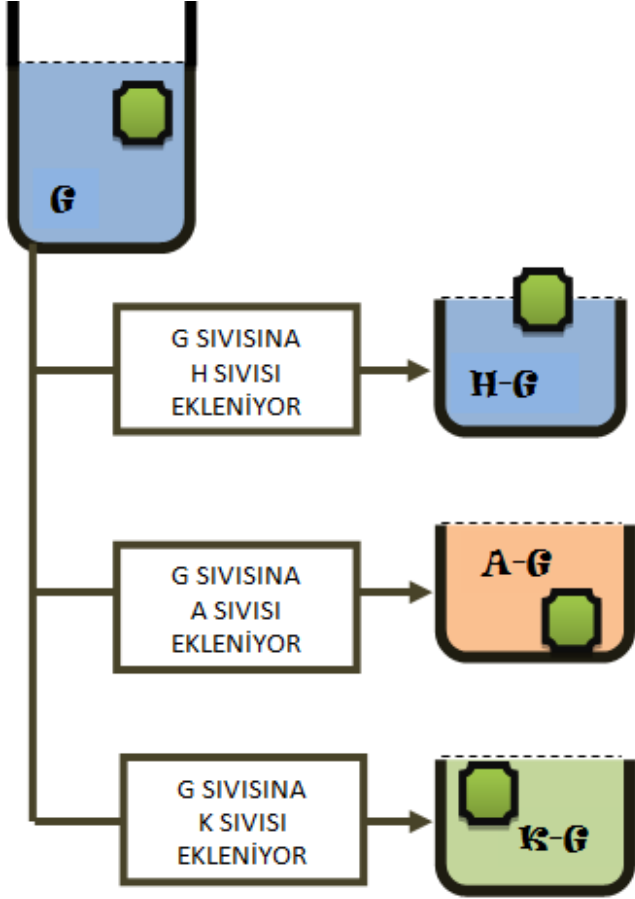 G
G SIVISINA
H SIVISI
EKLENİYOR
H-G
G SIVISINA
A SIVISI
EKLENİYOR
A-G
G SIVISINA
K SIVISI
EKLENİYOR
K-G